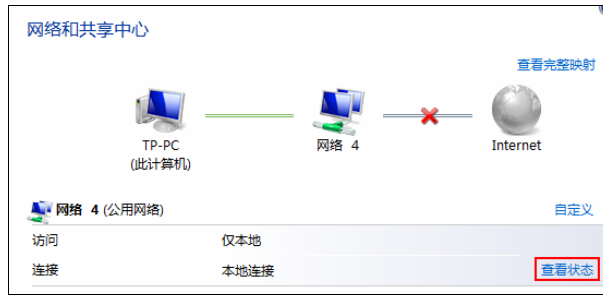 网络和共享中心
查看完整映射
TP-PC
(此计算机)
网络 4
Internet
网络 4 (公用网络)
自定义
访问 仅本地
连接 本地连接 查看状态